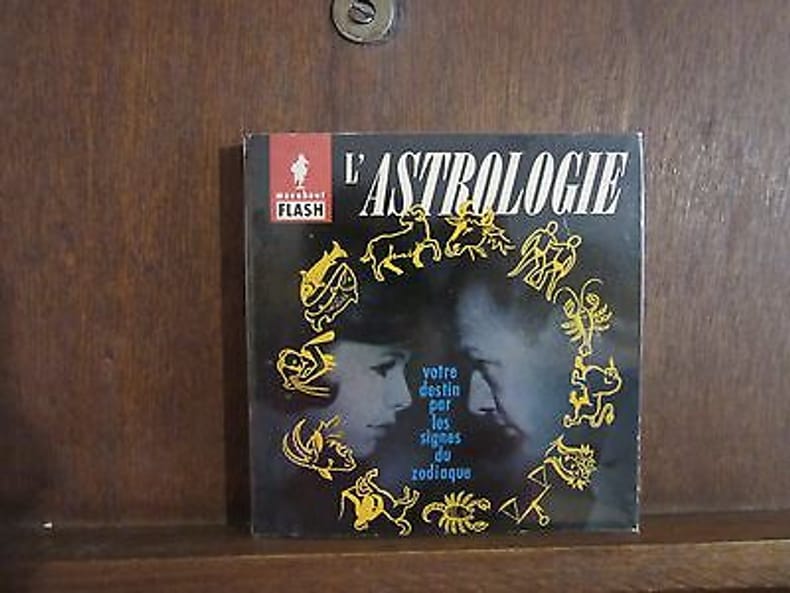 L'ASTROLOGIE
marabout
FLASH
votre
destin
par
les
signes
du
zodiaque